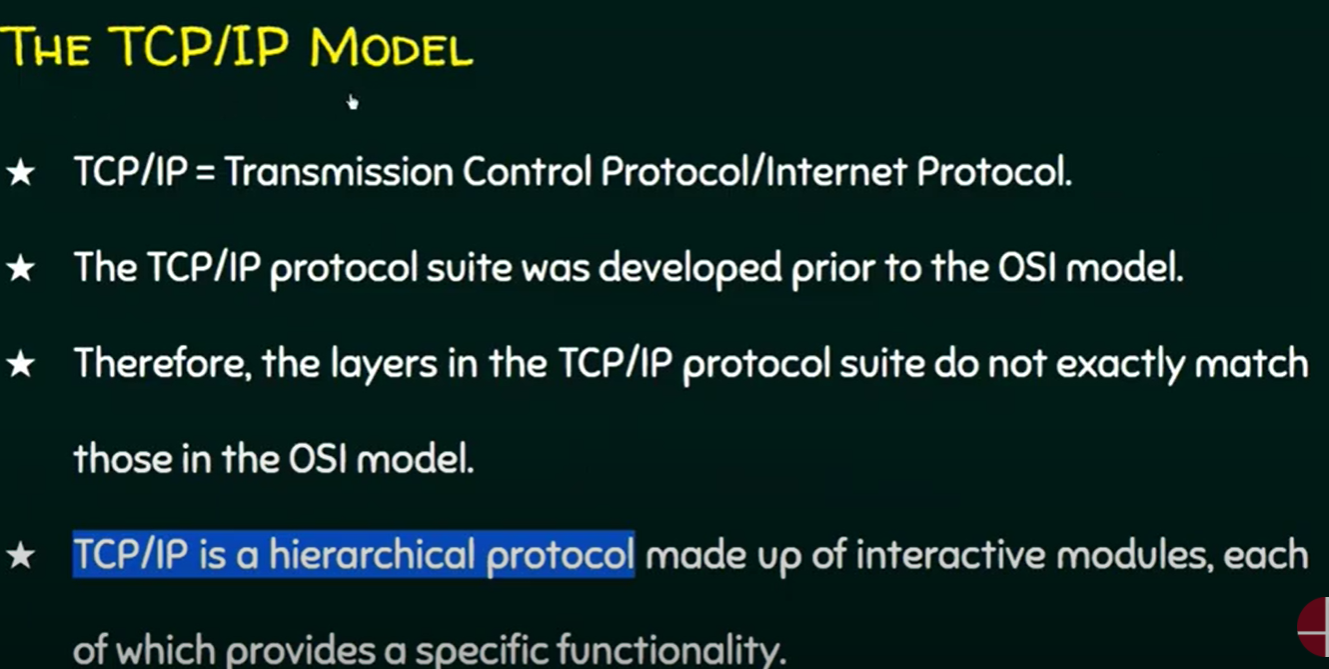 THE TCP/IP MODEL
★ TCP/IP = Transmission Control Protocol/Internet Protocol.
★ The TCP/IP protocol suite was developed prior to the OSI model.
★ Therefore, the layers in the TCP/IP protocol suite do not exactly match
those in the OSI model.
★ TCP/IP is a hierarchical protocol made up of interactive modules, each
of which provides a specific functionality.